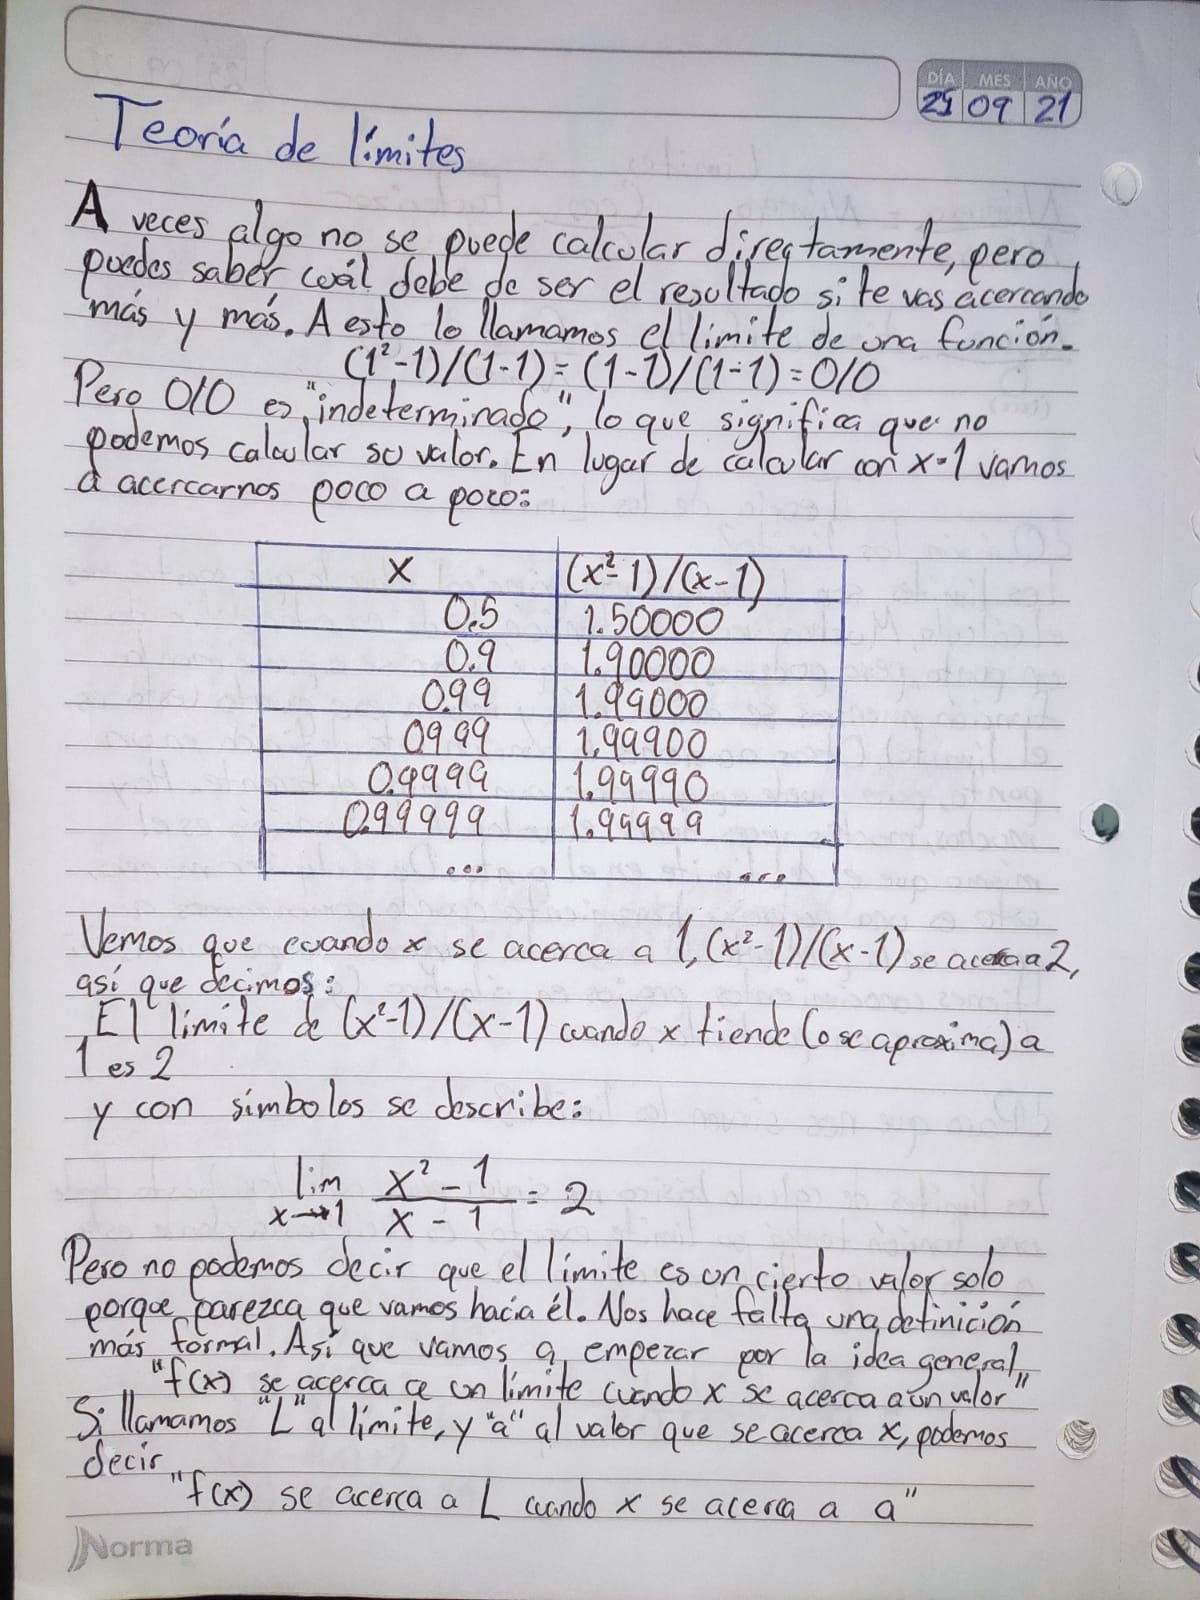 DÍA MES AÑO
25 09 21
Teoría de límites
A veces algo no se puede calcular directamente, pero
puedes saber cuál debe de ser el resultado si te vas acercando
más y más. A esto lo llamamos el límite de una función.
(1²-1)/(1-1)=(1-1)/(1-1)=0/0
Pero 0/0 es "indeterminado", lo que significa que no
podemos calcular su valor. En lugar de calcular con x=1 vamos
a acercarnos poco a poco:
x (x²-1)/(x-1)
0.5 1.50000
0.9 1.90000
0.99 1.99000
0999 1.99900
0.9999 1.99990
0.99999 1.99999
... ...
Vemos que cuando x se acerca a 1, (x²-1)/(x-1) se acerca a 2,
así que decimos:
El límite de (x²-1)/(x-1) cuando x tiende (o se aproxima) a
1 es 2
y con símbolos se describe:
lim x² - 1 = 2
x→1 x - 1
Pero no podemos decir que el límite es un cierto valor solo
porque parezca que vamos hacia él. Nos hace falta una definición
más formal. Así que vamos a empezar por la idea general
"f(x) se acerca a un límite cuando x se acerca a un valor"
Si llamamos "L" al límite, y "a" al valor que se acerca x, podemos
decir
"f(x) se acerca a L cuando x se acerca a a"
Norma